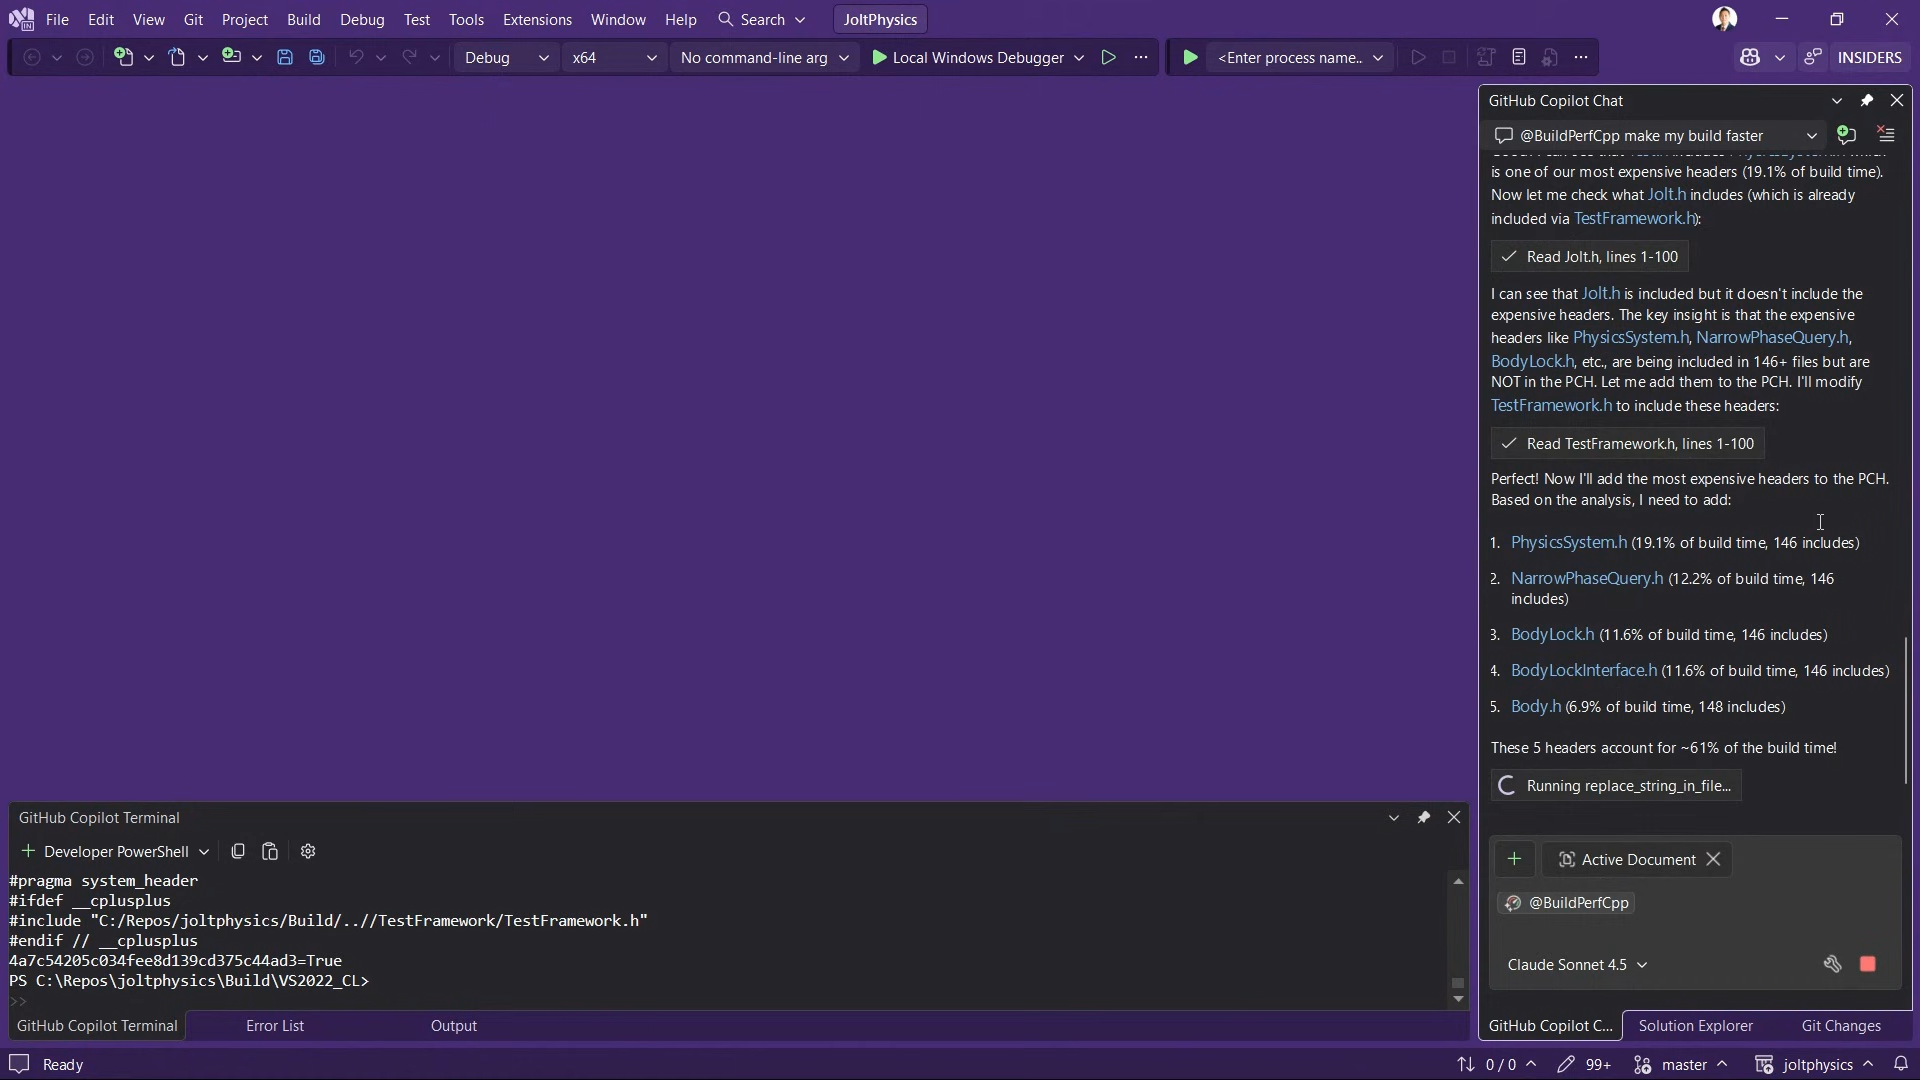 File Edit View Git Project Build Debug Test Tools Extensions Window Help Search JoltPhysics
Debug x64 No command-line arg Local Windows Debugger <Enter process name.. INSIDERS
GitHub Copilot Chat
@BuildPerfCpp make my build faster
is one of our most expensive headers (19.1% of build time).
Now let me check what Jolt.h includes (which is already
included via TestFramework.h):
Read Jolt.h, lines 1-100
I can see that Jolt.h is included but it doesn't include the
expensive headers. The key insight is that the expensive
headers like PhysicsSystem.h, NarrowPhaseQuery.h,
BodyLock.h, etc., are being included in 146+ files but are
NOT in the PCH. Let me add them to the PCH. I'll modify
TestFramework.h to include these headers:
Read TestFramework.h, lines 1-100
Perfect! Now I'll add the most expensive headers to the PCH.
Based on the analysis, I need to add:
1. PhysicsSystem.h (19.1% of build time, 146 includes)
2. NarrowPhaseQuery.h (12.2% of build time, 146
includes)
3. BodyLock.h (11.6% of build time, 146 includes)
4. BodyLockInterface.h (11.6% of build time, 146 includes)
5. Body.h (6.9% of build time, 148 includes)
These 5 headers account for ~61% of the build time!
Running replace_string_in_file...
Active Document
@BuildPerfCpp
Claude Sonnet 4.5
GitHub Copilot C... Solution Explorer Git Changes
GitHub Copilot Terminal
+ Developer PowerShell
#pragma system_header
#ifdef __cplusplus
#include "C:/Repos/joltphysics/Build/..//TestFramework/TestFramework.h"
#endif // __cplusplus
4a7c54205c034fee8d139cd375c44ad3=True
PS C:\Repos\joltphysics\Build\VS2022_CL>
>>
GitHub Copilot Terminal Error List Output
Ready 0 / 0 99+ master joltphysics